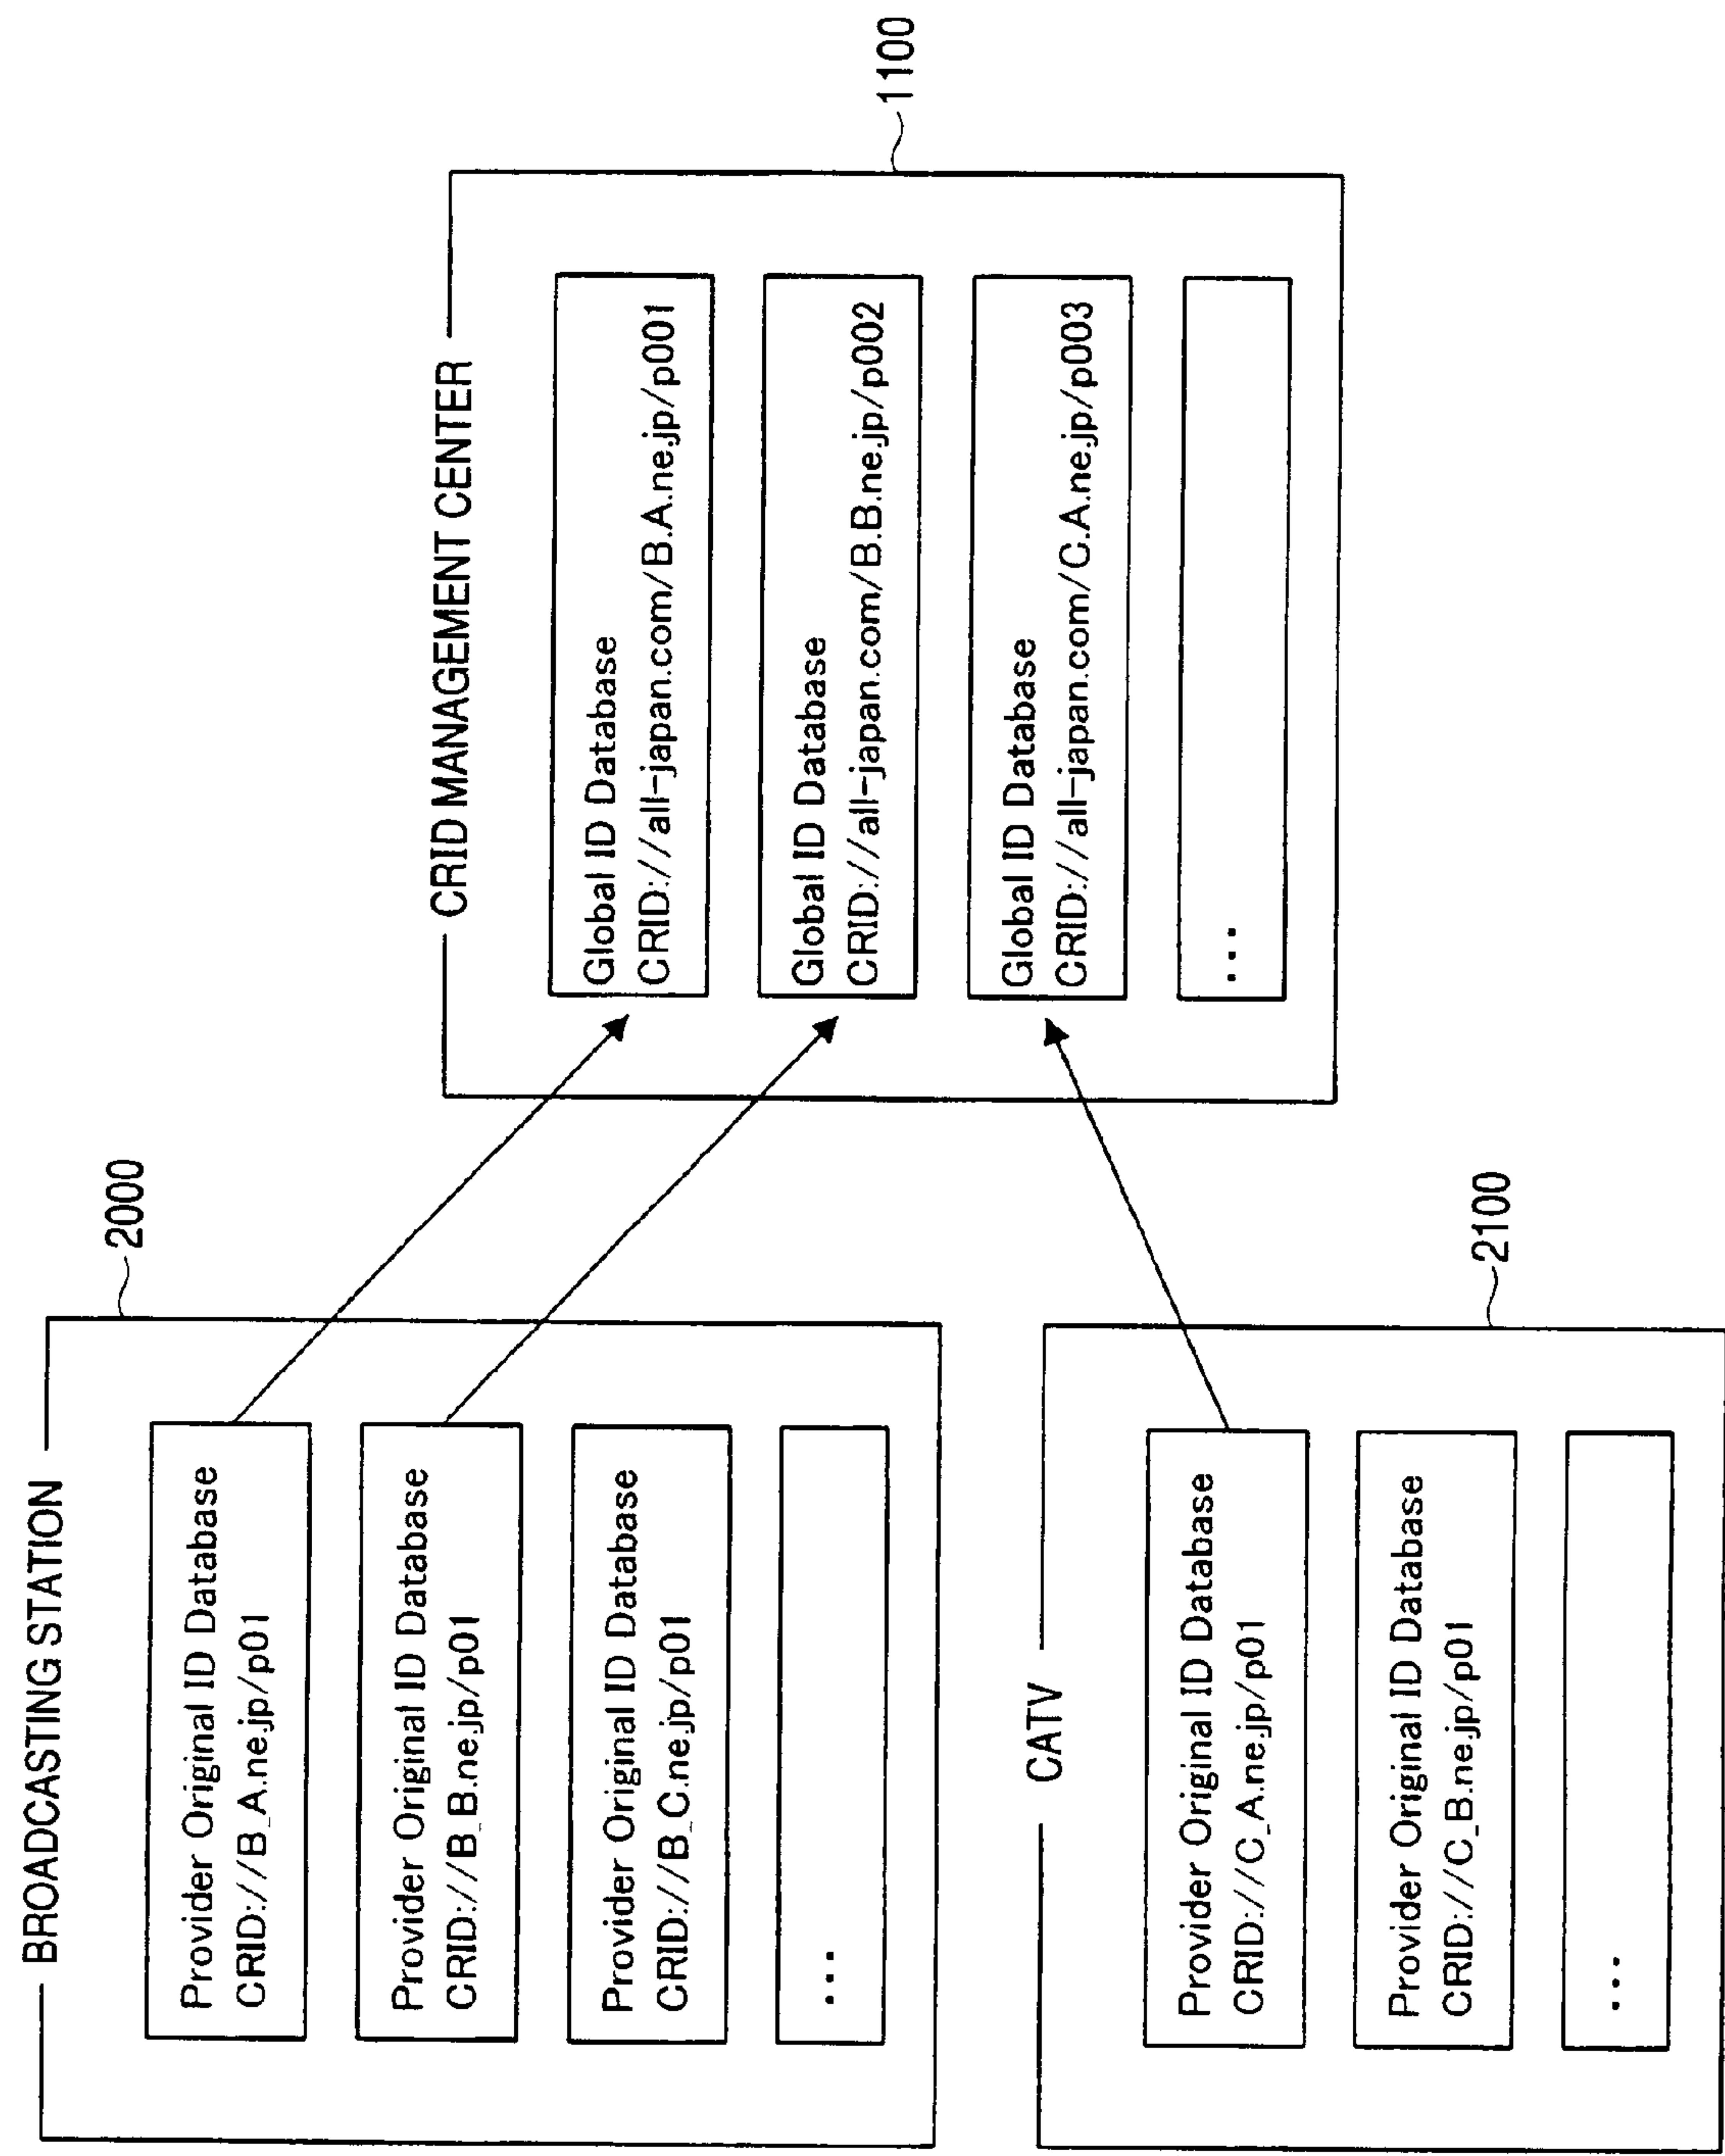 BROADCASTING STATION
2000
Provider Original ID Database
CRID://B_A.ne.jp/p01
Provider Original ID Database
CRID://B_B.ne.jp/p01
Provider Original ID Database
CRID://B_C.ne.jp/p01
...
CATV
2100
Provider Original ID Database
CRID://C_A.ne.jp/p01
Provider Original ID Database
CRID://C_B.ne.jp/p01
...
CRID MANAGEMENT CENTER
1100
Global ID Database
CRID://all-japan.com/B.A.ne.jp/p001
Global ID Database
CRID://all-japan.com/B.B.ne.jp/p002
Global ID Database
CRID://all-japan.com/C.A.ne.jp/p003
...